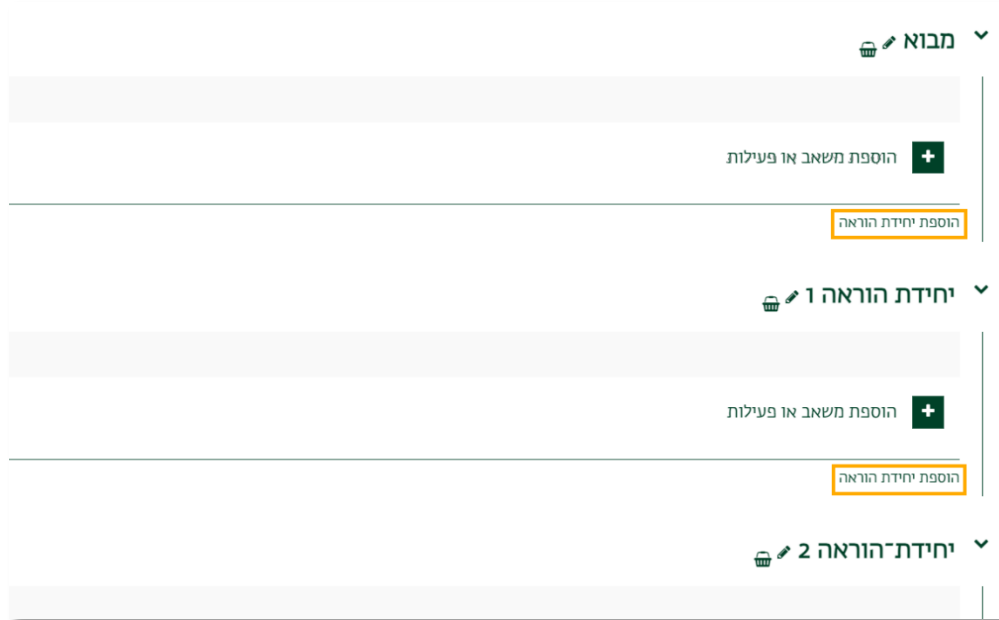 מבוא
הוספת משאב או פעילות
הוספת יחידת הוראה
יחידת הוראה 1
הוספת משאב או פעילות
הוספת יחידת הוראה
יחידת־הוראה 2